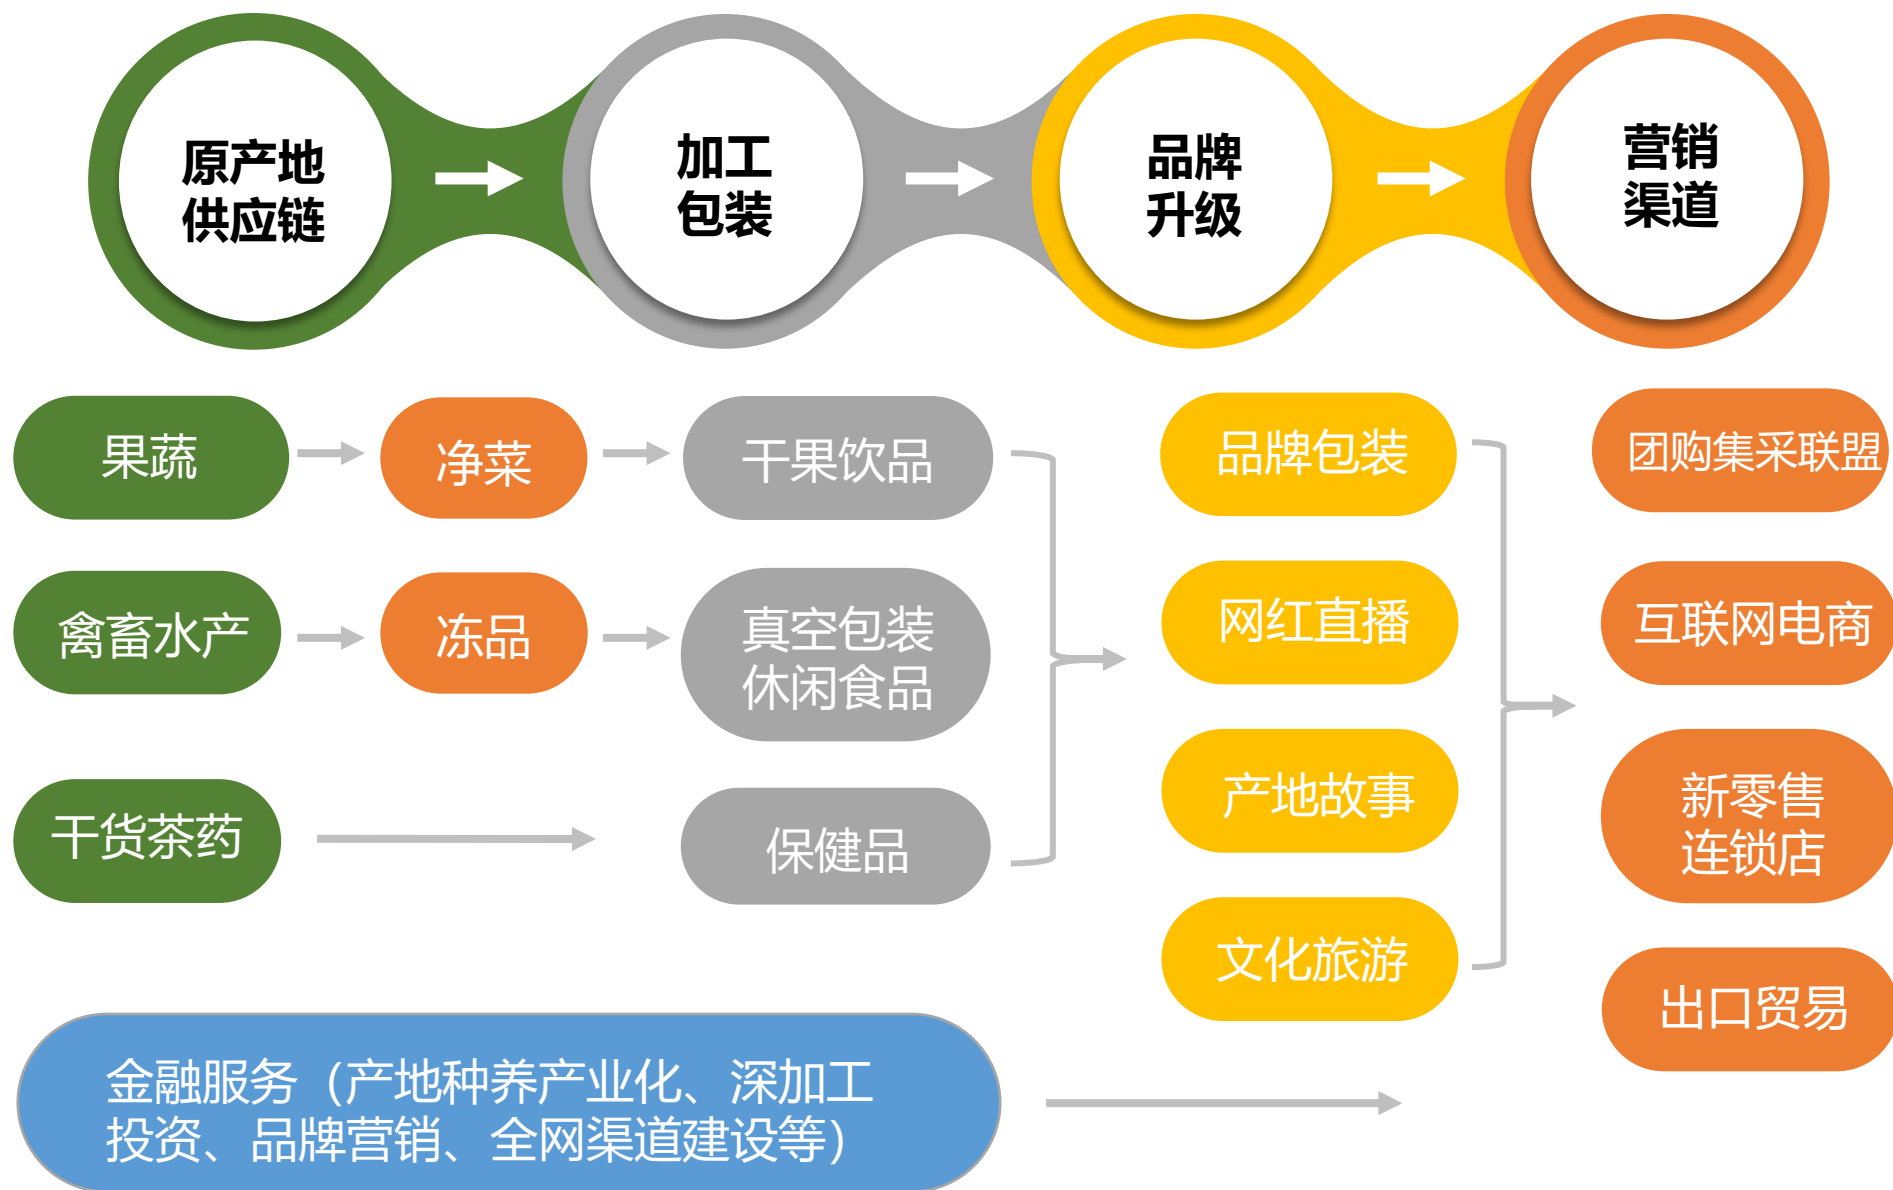 原产地
供应链
加工
包装
品牌
升级
营销
渠道
果蔬
净菜
干果饮品
品牌包装
团购集采联盟
禽畜水产
冻品
真空包装
休闲食品
网红直播
互联网电商
干货茶药
保健品
产地故事
新零售
连锁店
文化旅游
出口贸易
金融服务（产地种养产业化、深加工
投资、品牌营销、全网渠道建设等）